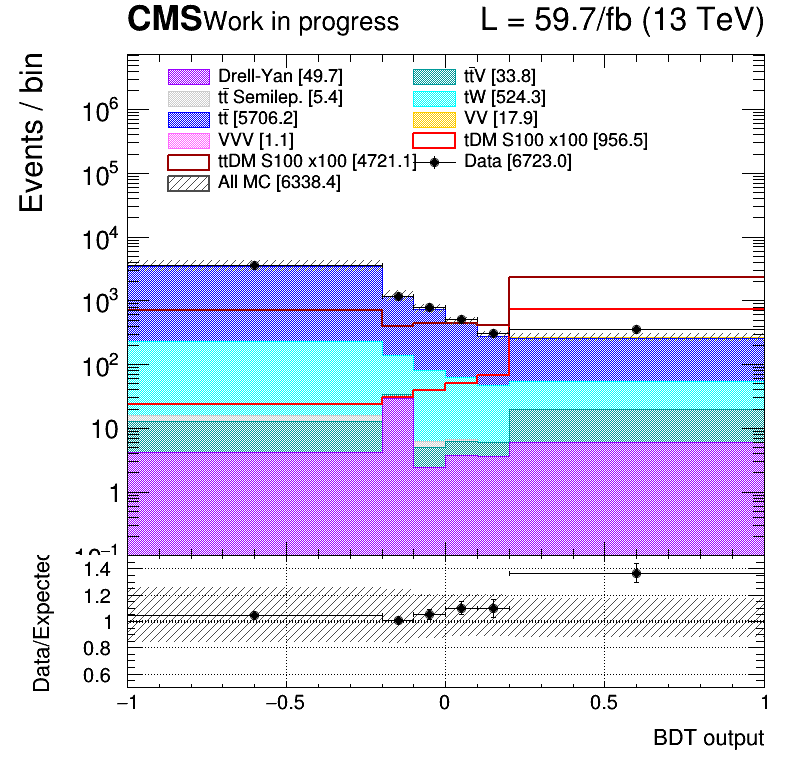 CMS Work in progress L = 59.7/fb (13 TeV)
Events / bin
Drell-Yan [49.7] tt̄V [33.8]
tt̄ Semilep. [5.4] tW [524.3]
tt̄ [5706.2] VV [17.9]
VVV [1.1] tDM S100 x100 [956.5]
ttDM S100 x100 [4721.1] Data [6723.0]
All MC [6338.4]
10⁶
10⁵
10⁴
10³
10²
10
1
10⁻¹
Data/Expected
1.4
1.2
1
0.8
0.6
−1 −0.5 0 0.5 1
BDT output